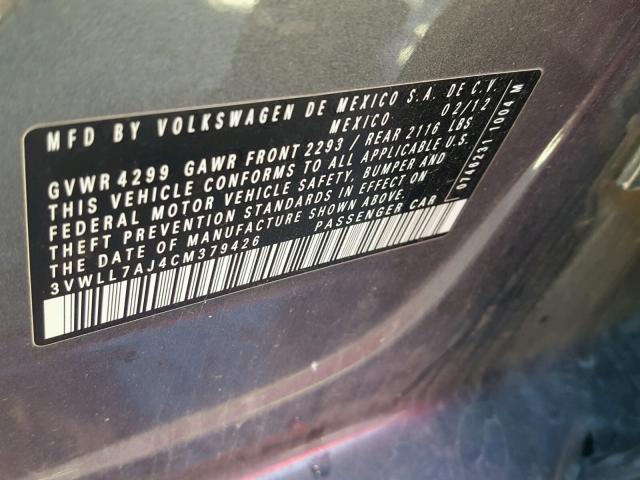 MFD BY VOLKSWAGEN DE MEXICO S.A. DE C.V.
MEXICO 02/12
GVWR 4299 GAWR FRONT 2293 / REAR 2116 LBS
THIS VEHICLE CONFORMS TO ALL APPLICABLE U.S.
FEDERAL MOTOR VEHICLE SAFETY, BUMPER AND
THEFT PREVENTION STANDARDS IN EFFECT ON
THE DATE OF MANUFACTURE SHOWN ABOVE.
3VWLL7AJ4CM379426 PASSENGER CAR
07440231 1004 M